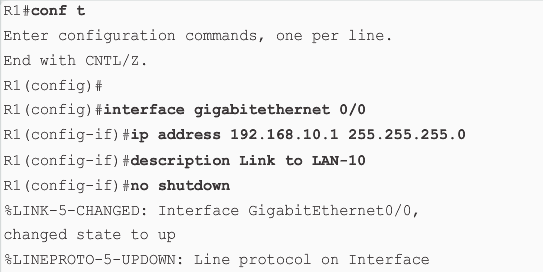 R1#conf t
Enter configuration commands, one per line.
End with CNTL/Z.
R1(config)#
R1(config)#interface gigabitethernet 0/0
R1(config-if)#ip address 192.168.10.1 255.255.255.0
R1(config-if)#description Link to LAN-10
R1(config-if)#no shutdown
%LINK-5-CHANGED: Interface GigabitEthernet0/0,
changed state to up
%LINEPROTO-5-UPDOWN: Line protocol on Interface